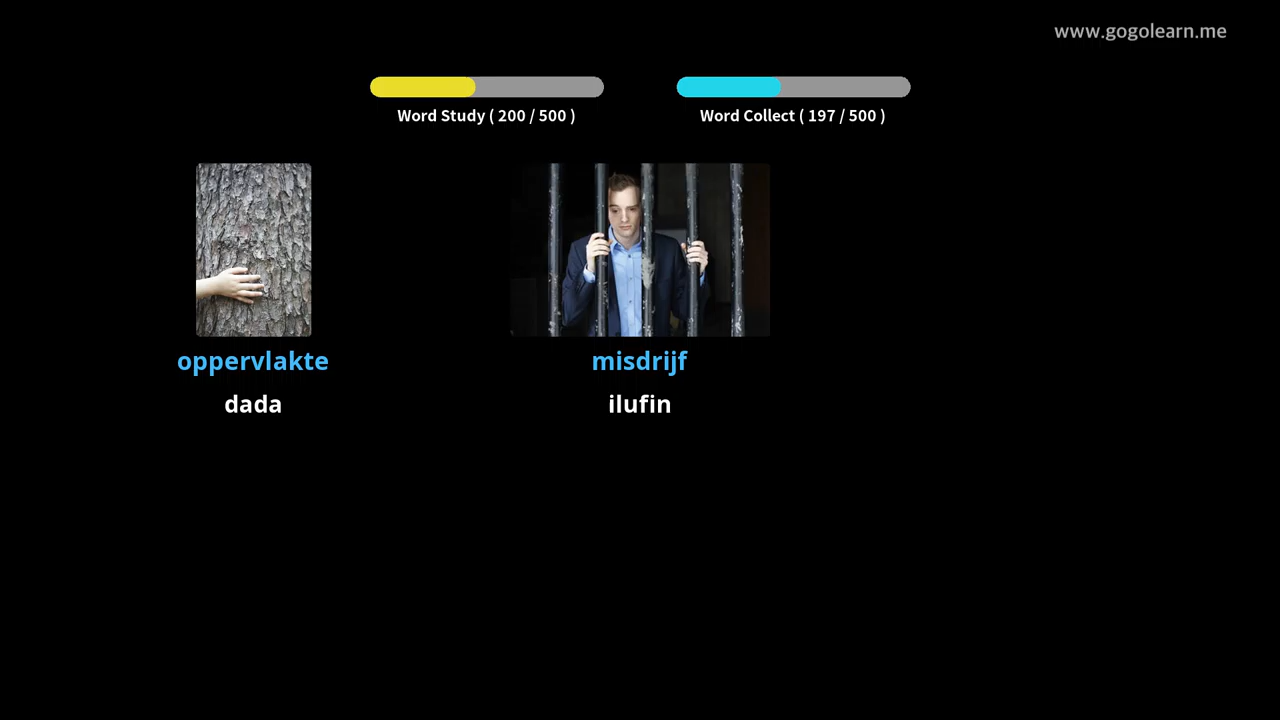 www.gogolearn.me
Word Study ( 200 / 500 )
Word Collect ( 197 / 500 )
oppervlakte
dada
misdrijf
ilufin